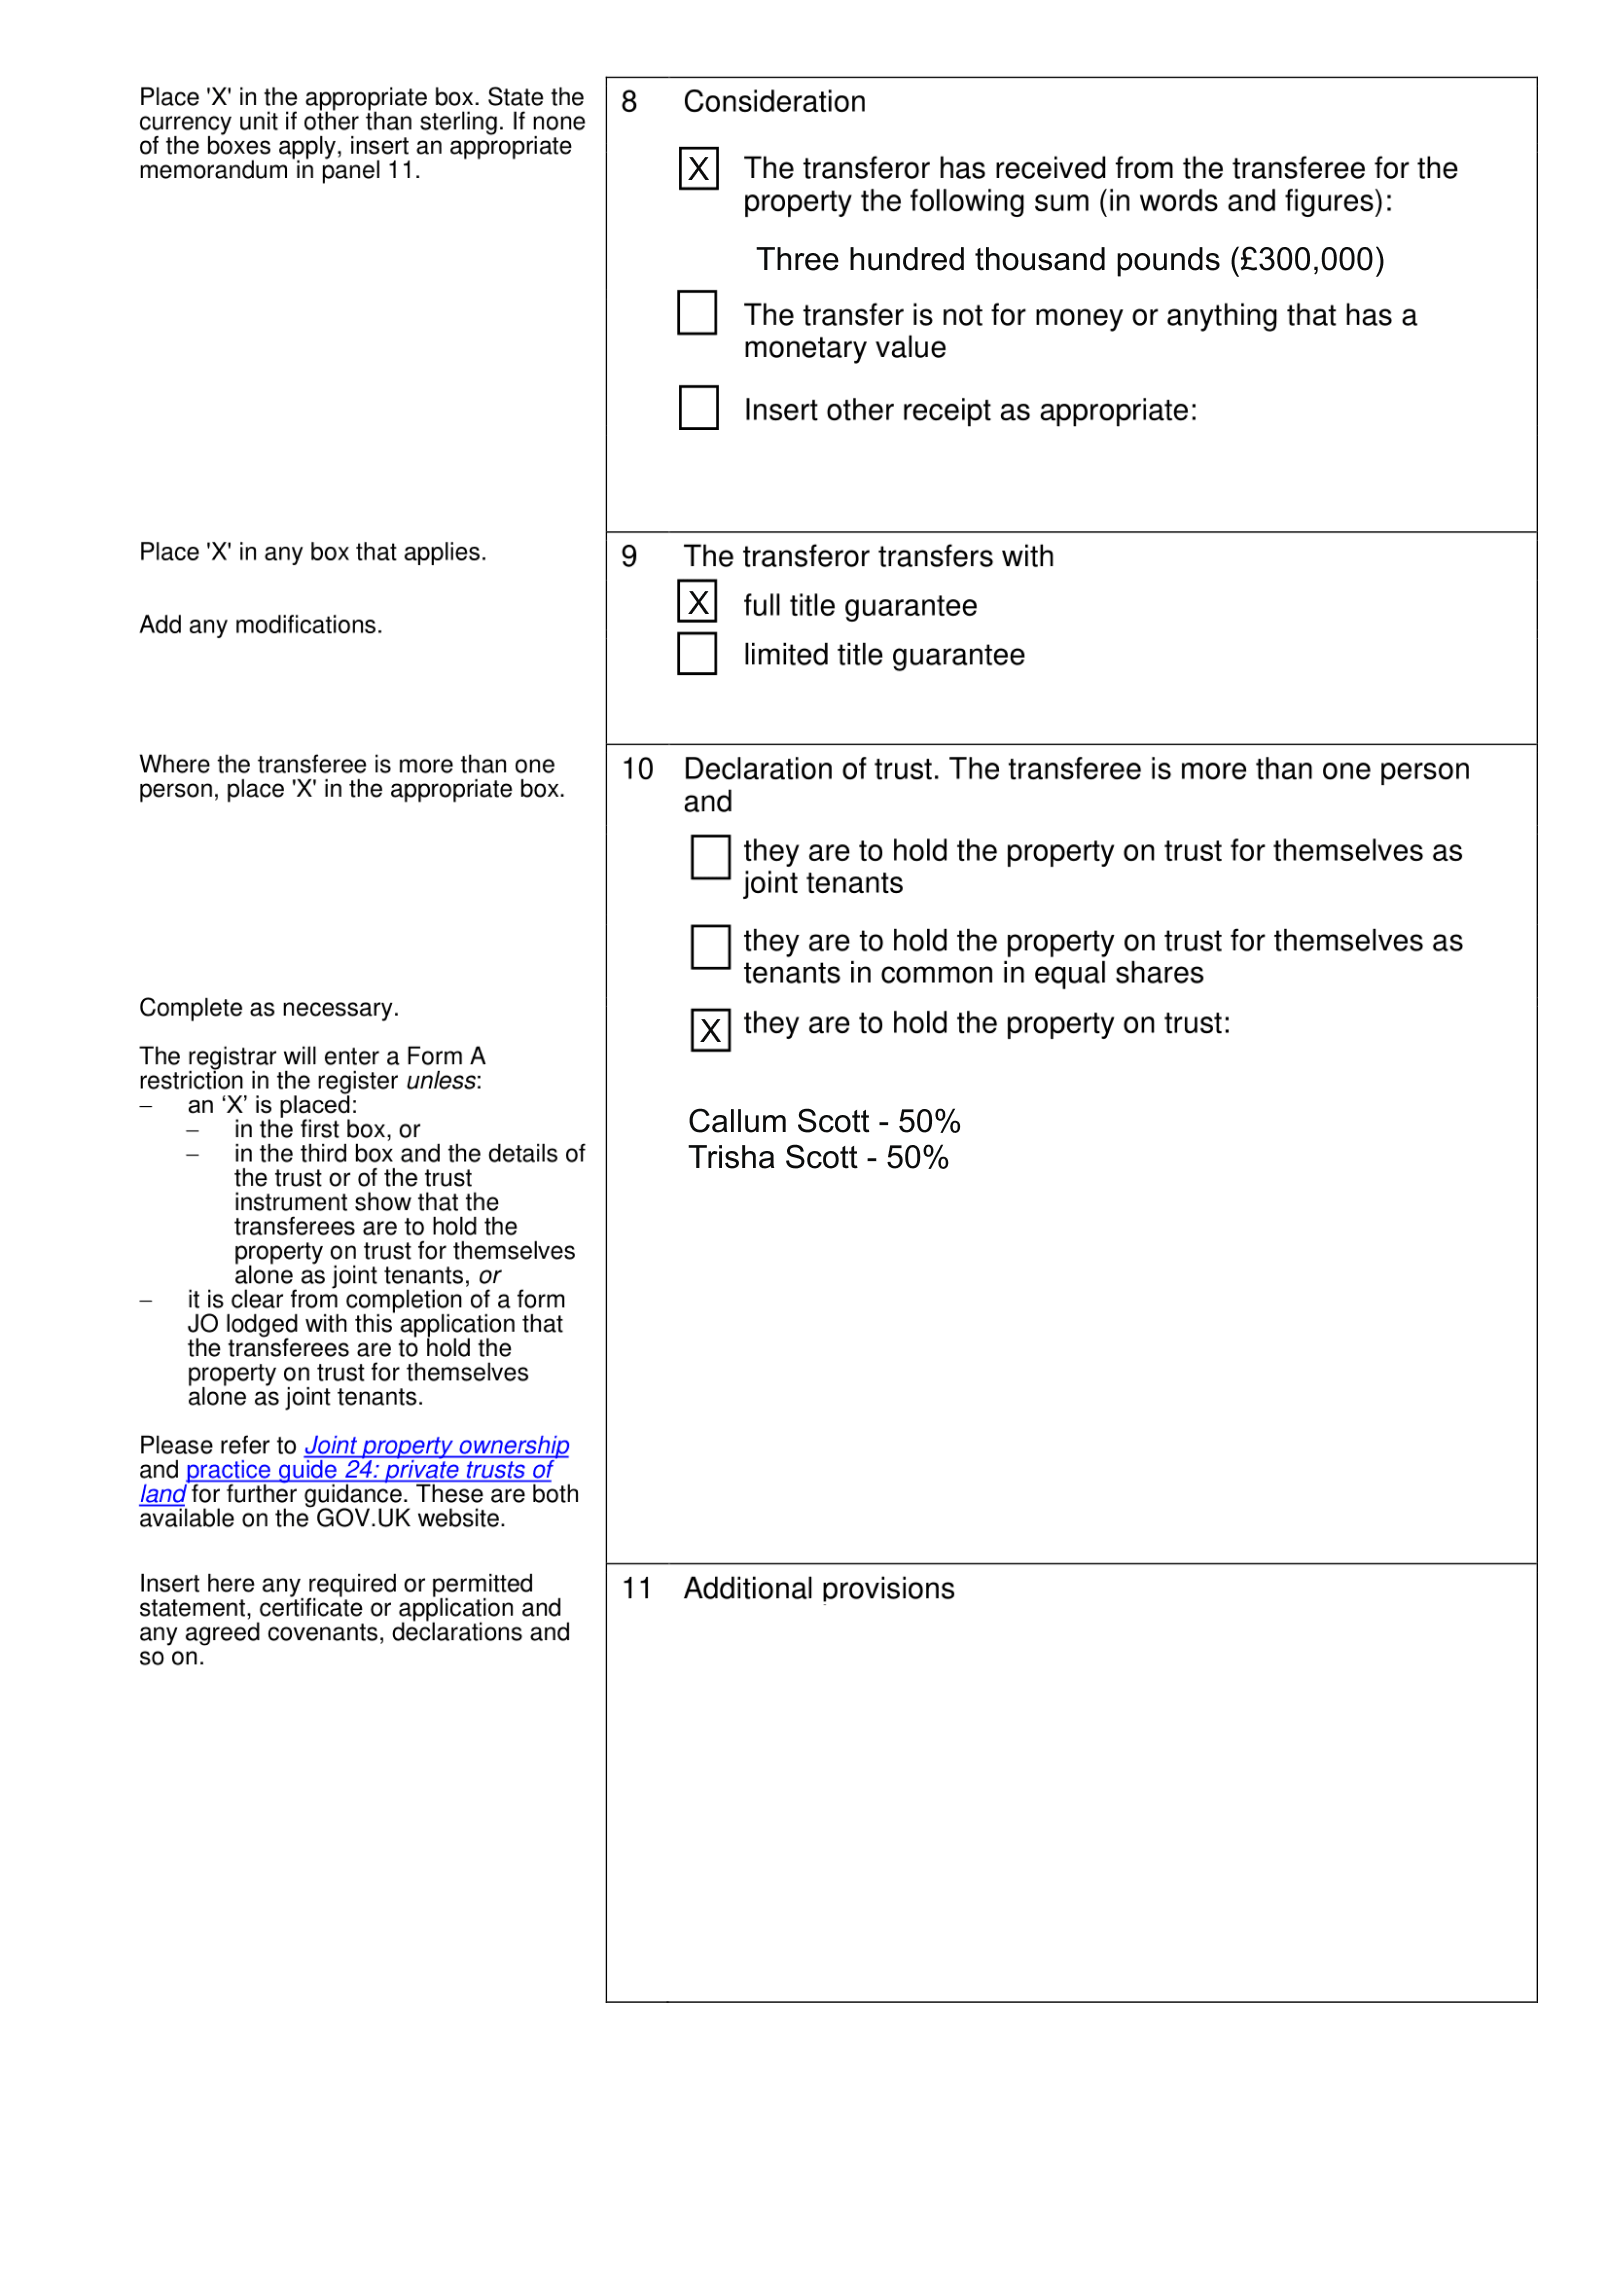 Place 'X' in the appropriate box. State the
currency unit if other than sterling. If none
of the boxes apply, insert an appropriate
memorandum in panel 11.
8 Consideration
X The transferor has received from the transferee for the
property the following sum (in words and figures):
Three hundred thousand pounds (£300,000)
The transfer is not for money or anything that has a
monetary value
Insert other receipt as appropriate:
Place 'X' in any box that applies.
Add any modifications.
9 The transferor transfers with
X full title guarantee
limited title guarantee
Where the transferee is more than one
person, place 'X' in the appropriate box.
10 Declaration of trust. The transferee is more than one person
and
they are to hold the property on trust for themselves as
joint tenants
they are to hold the property on trust for themselves as
tenants in common in equal shares
Complete as necessary.
X they are to hold the property on trust:
The registrar will enter a Form A
restriction in the register unless:
– an ‘X’ is placed:
– in the first box, or
– in the third box and the details of
the trust or of the trust
instrument show that the
transferees are to hold the
property on trust for themselves
alone as joint tenants, or
– it is clear from completion of a form
JO lodged with this application that
the transferees are to hold the
property on trust for themselves
alone as joint tenants.
Callum Scott - 50%
Trisha Scott - 50%
Please refer to Joint property ownership
and practice guide 24: private trusts of
land for further guidance. These are both
available on the GOV.UK website.
Insert here any required or permitted
statement, certificate or application and
any agreed covenants, declarations and
so on.
11 Additional provisions